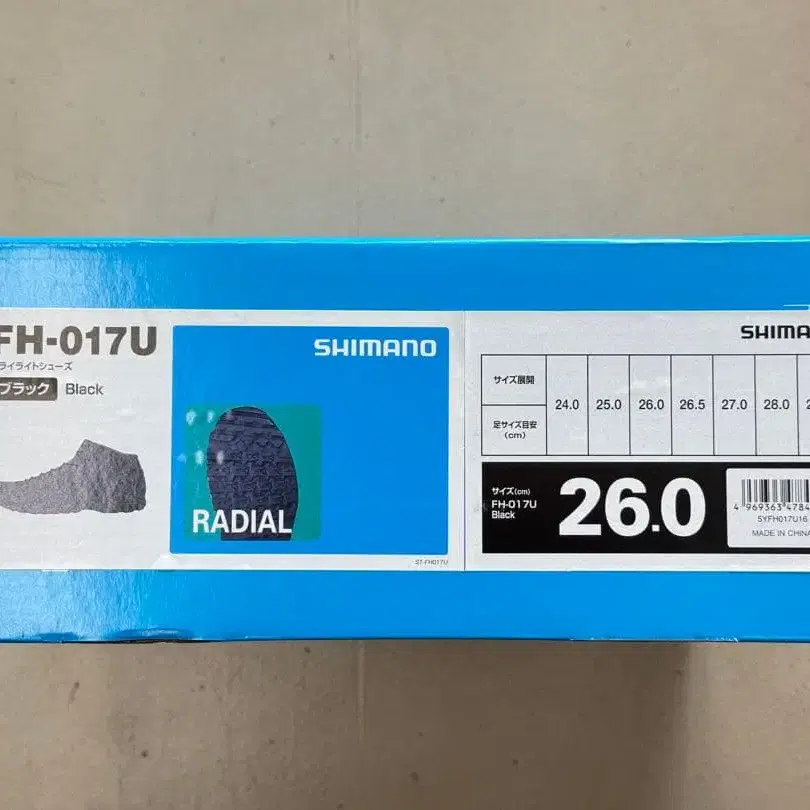 FH-017U
ライライトシューズ
ブラック Black
SHIMANO
RADIAL
ST-FH017U
SHIMA
サイズ展開
足サイズ目安
(cm)
24.0 25.0 26.0 26.5 27.0 28.0 2
サイズ(cm)
FH-017U
Black
26.0
4 969363 4784
5YFH017U16
MADE IN CHINA